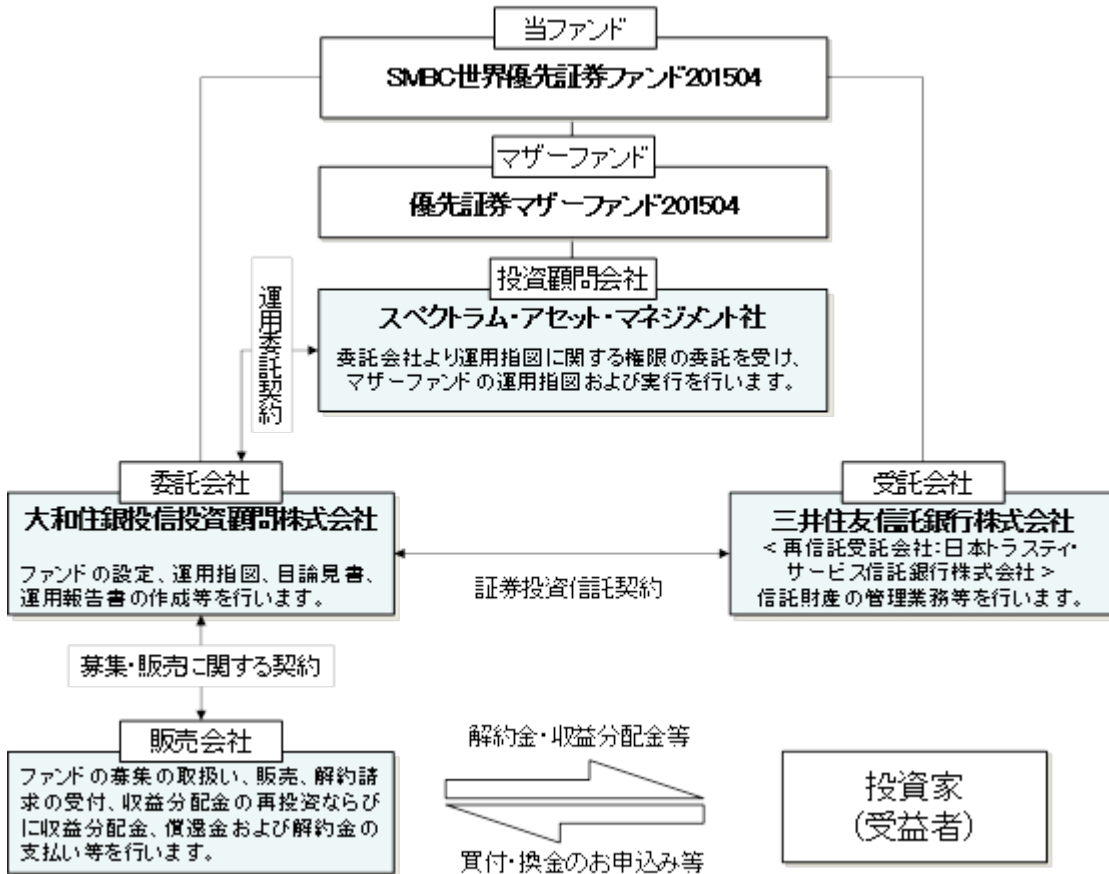 当ファンド
SMBC世界優先証券ファンド201504
マザーファンド
優先証券マザーファンド201504
投資顧問会社
スペクトラム・アセット・マネジメント社
委託会社より運用指図に関する権限の委託を受け、
マザーファンドの運用指図および実行を行います。
運用委託契約
委託会社
大和住銀投信投資顧問株式会社
ファンドの設定、運用指図、目論見書、
運用報告書の作成等を行います。
証券投資信託契約
受託会社
三井住友信託銀行株式会社
<再信託受託会社:日本トラスティ・
サービス信託銀行株式会社>
信託財産の管理業務等を行います。
募集・販売に関する契約
販売会社
ファンドの募集の取扱い、販売、解約請
求の受付、収益分配金の再投資ならび
に収益分配金、償還金および解約金の
支払い等を行います。
解約金・収益分配金等
買付・換金のお申込み等
投資家
(受益者)